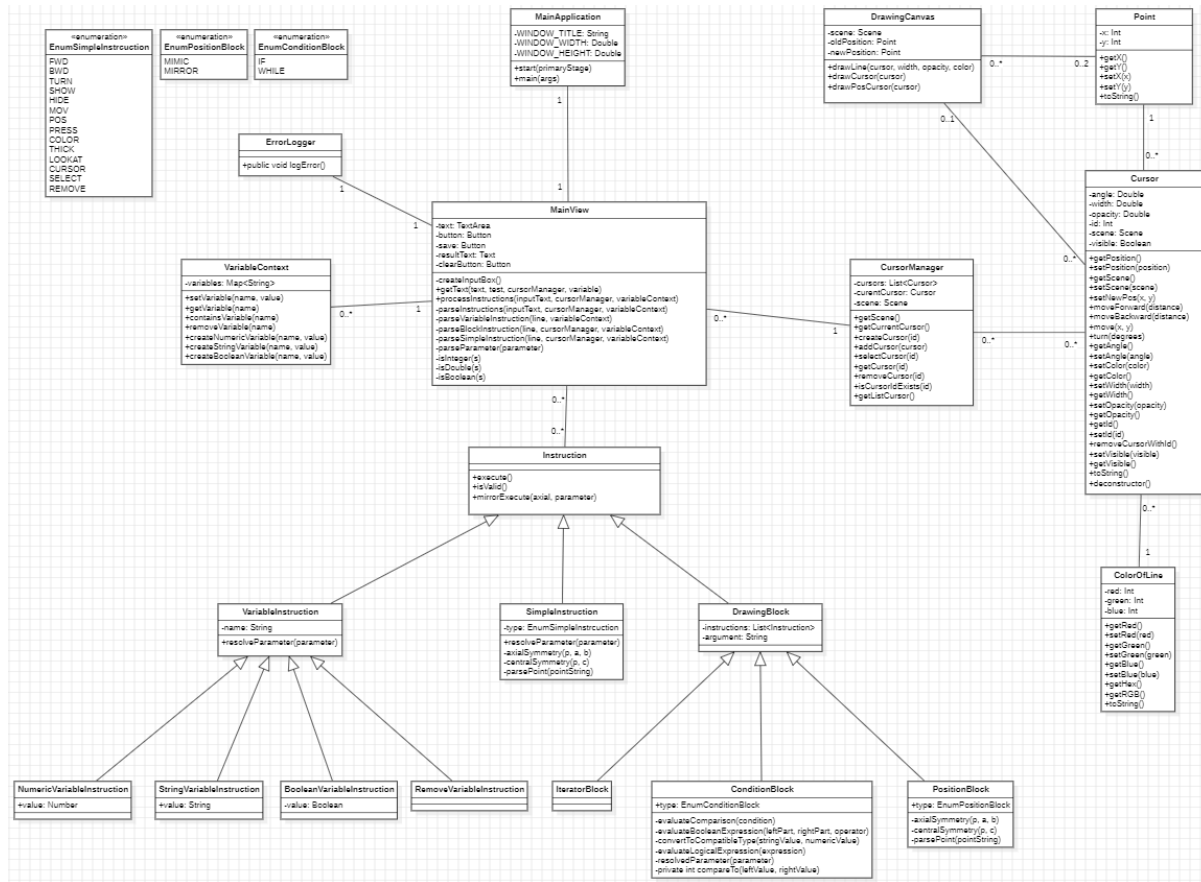 «enumeration»
EnumSimpleInstrcuction
FWD
BWD
TURN
SHOW
HIDE
MOV
POS
PRESS
COLOR
THICK
LOOKAT
CURSOR
SELECT
REMOVE
«enumeration»
EnumPositionBlock
MIMIC
MIRROR
«enumeration»
EnumConditionBlock
IF
WHILE
MainApplication
-WINDOW_TITLE: String
-WINDOW_WIDTH: Double
-WINDOW_HEIGHT: Double
+start(primaryStage)
+main(args)
1
1
DrawingCanvas
-scene: Scene
-oldPosition: Point
-newPosition: Point
+drawLine(cursor, width, opacity, color)
+drawCursor(cursor)
+drawPosCursor(cursor)
0..*
0..2
0..1
0..*
Point
-x: Int
-y: Int
+getX()
+getY()
+setX(x)
+setY(y)
+toString()
1
0..*
ErrorLogger
+public void logError()
1
1
MainView
-text: TextArea
-button: Button
-save: Button
-resultText: Text
-clearButton: Button
-createInputBox()
+getText(text, test, cursorManager, variable)
+processInstructions(inputText, cursorManager, variableContext)
-parseInstructions(inputText, cursorManager, variableContext)
-parseVariableInstruction(line, variableContext)
-parseBlockInstruction(line, cursorManager, variableContext)
-parseSimpleInstruction(line, cursorManager, variableContext)
-parseParameter(parameter)
-isInteger(s)
-isDouble(s)
-isBoolean(s)
VariableContext
-variables: Map<String>
+setVariable(name, value)
+getVariable(name)
+containsVariable(name)
+removeVariable(name)
+createNumericVariable(name, value)
+createStringVariable(name, value)
+createBooleanVariable(name, value)
0..*
1
CursorManager
-cursors: List<Cursor>
-curentCursor: Cursor
-scene: Scene
+getScene()
+getCurrentCursor()
+createCursor(id)
+addCursor(cursor)
+selectCursor(id)
+getCursor(id)
+removeCursor(id)
+isCursorIdExists(id)
+getListCursor()
0..*
1
0..*
0..*
Cursor
-angle: Double
-width: Double
-opacity: Double
-id: Int
-scene: Scene
-visible: Boolean
+getPosition()
+setPosition(position)
+getScene()
+setScene(scene)
+setNewPos(x, y)
+moveForward(distance)
+moveBackward(distance)
+move(x, y)
+turn(degrees)
+getAngle()
+setAngle(angle)
+setColor(color)
+getColor()
+setWidth(width)
+getWidth()
+setOpacity(opacity)
+getOpacity()
+getId()
+setId(id)
+removeCursorWithId()
+setVisible(visible)
+getVisible()
+toString()
+deconstructor()
0..*
1
ColorOfLine
-red: Int
-green: Int
-blue: Int
+getRed()
+setRed(red)
+getGreen()
+setGreen(green)
+getBlue()
+setBlue(blue)
+getHex()
+getRGB()
+toString()
0..*
0..*
Instruction
+execute()
+isValid()
+mirrorExecute(axial, parameter)
VariableInstruction
-name: String
+resolveParameter(parameter)
SimpleInstruction
-type: EnumSimpleInstrcuction
+resolveParameter(parameter)
-axialSymmetry(p, a, b)
-centralSymmetry(p, c)
-parsePoint(pointString)
DrawingBlock
-instructions: List<Instruction>
-argument: String
NumericVariableInstruction
+value: Number
StringVariableInstruction
+value: String
BooleanVariableInstruction
-value: Boolean
RemoveVariableInstruction
IteratorBlock
ConditionBlock
+type: EnumConditionBlock
-evaluateComparison(condition)
-evaluateBooleanExpression(leftPart, rightPart, operator)
-convertToCompatibleType(stringValue, numericValue)
-evaluateLogicalExpression(expression)
-resolvedParameter(parameter)
-private int compareTo(leftValue, rightValue)
PositionBlock
+type: EnumPositionBlock
-axialSymmetry(p, a, b)
-centralSymmetry(p, c)
-parsePoint(pointString)